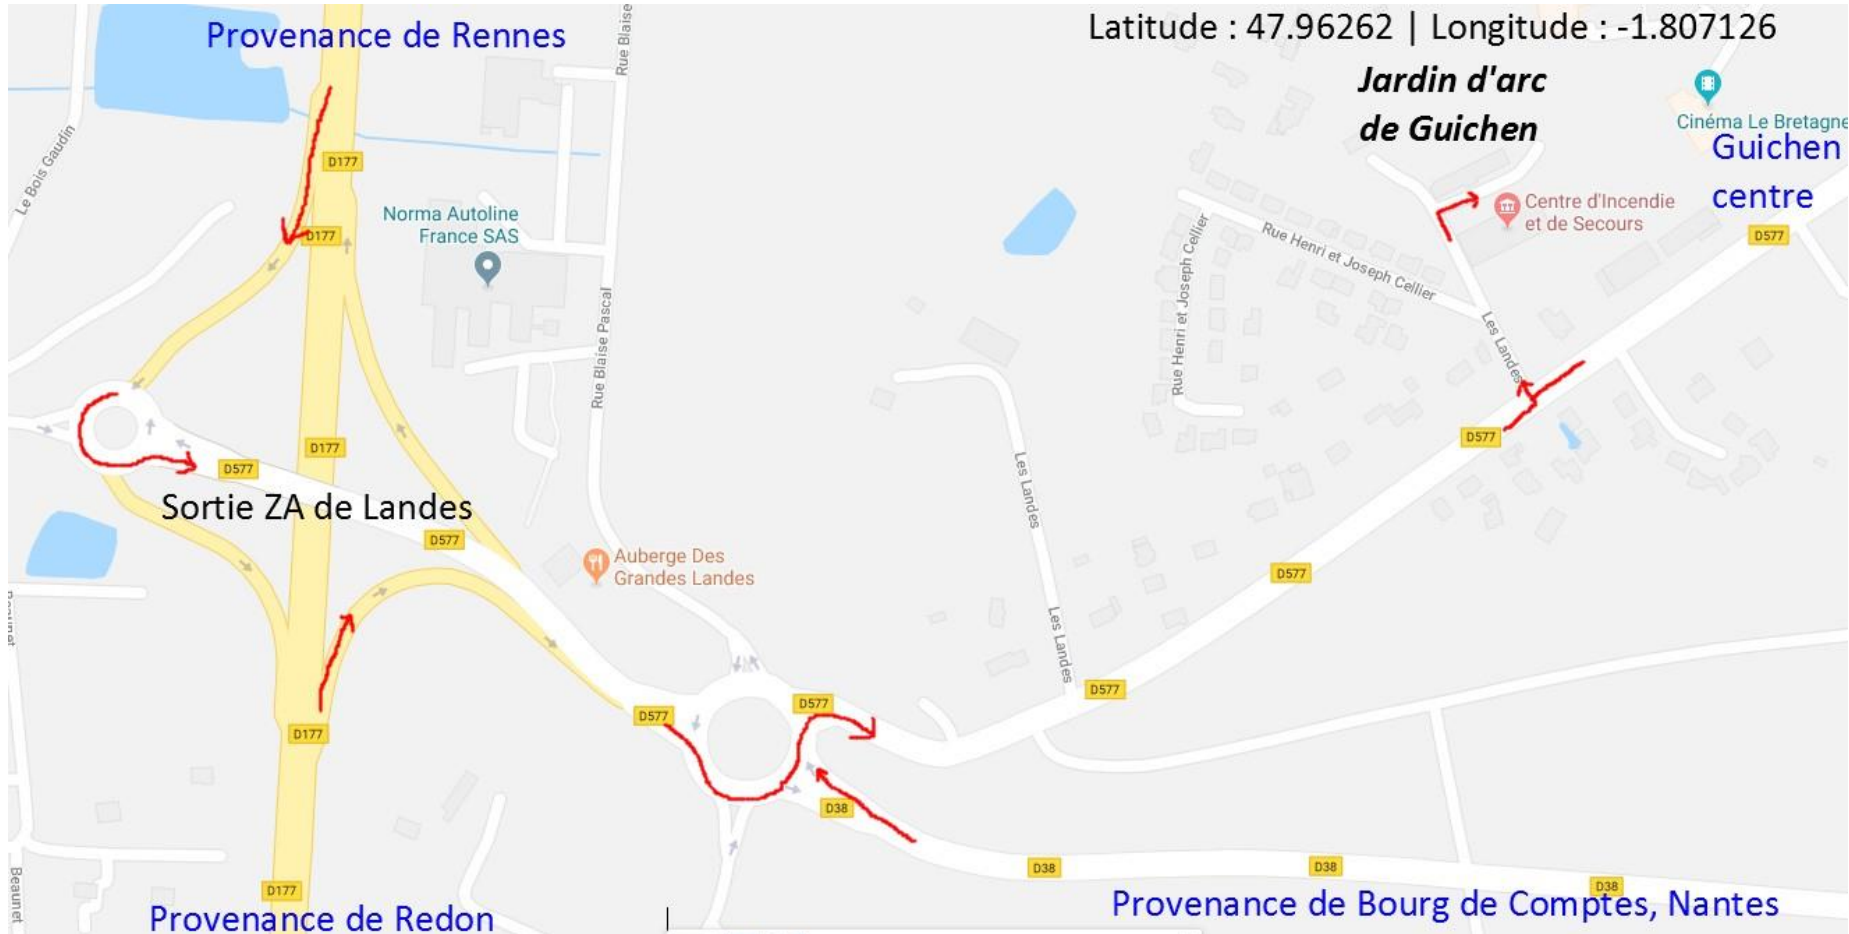 Provenance de Rennes
Latitude : 47.96262 | Longitude : -1.807126
Jardin d'arc
de Guichen
Cinéma Le Bretagne
Guichen
centre
Rue Blaise
Le Bois Gaudin
D177
D177
Norma Autoline
France SAS
Centre d'Incendie
et de Secours
D577
Rue Henri et Joseph Cellier
Rue Henri et Joseph Cellier
Rue Blaise Pascal
Les Landes
D577
D177
D577
Sortie ZA de Landes
D577
Les Landes
Auberge Des
Grandes Landes
D577
Les Landes
D577
D577
D577
D177
D38
D38
D38
D38
D177
Beaunet
Provenance de Redon
Provenance de Bourg de Comptes, Nantes